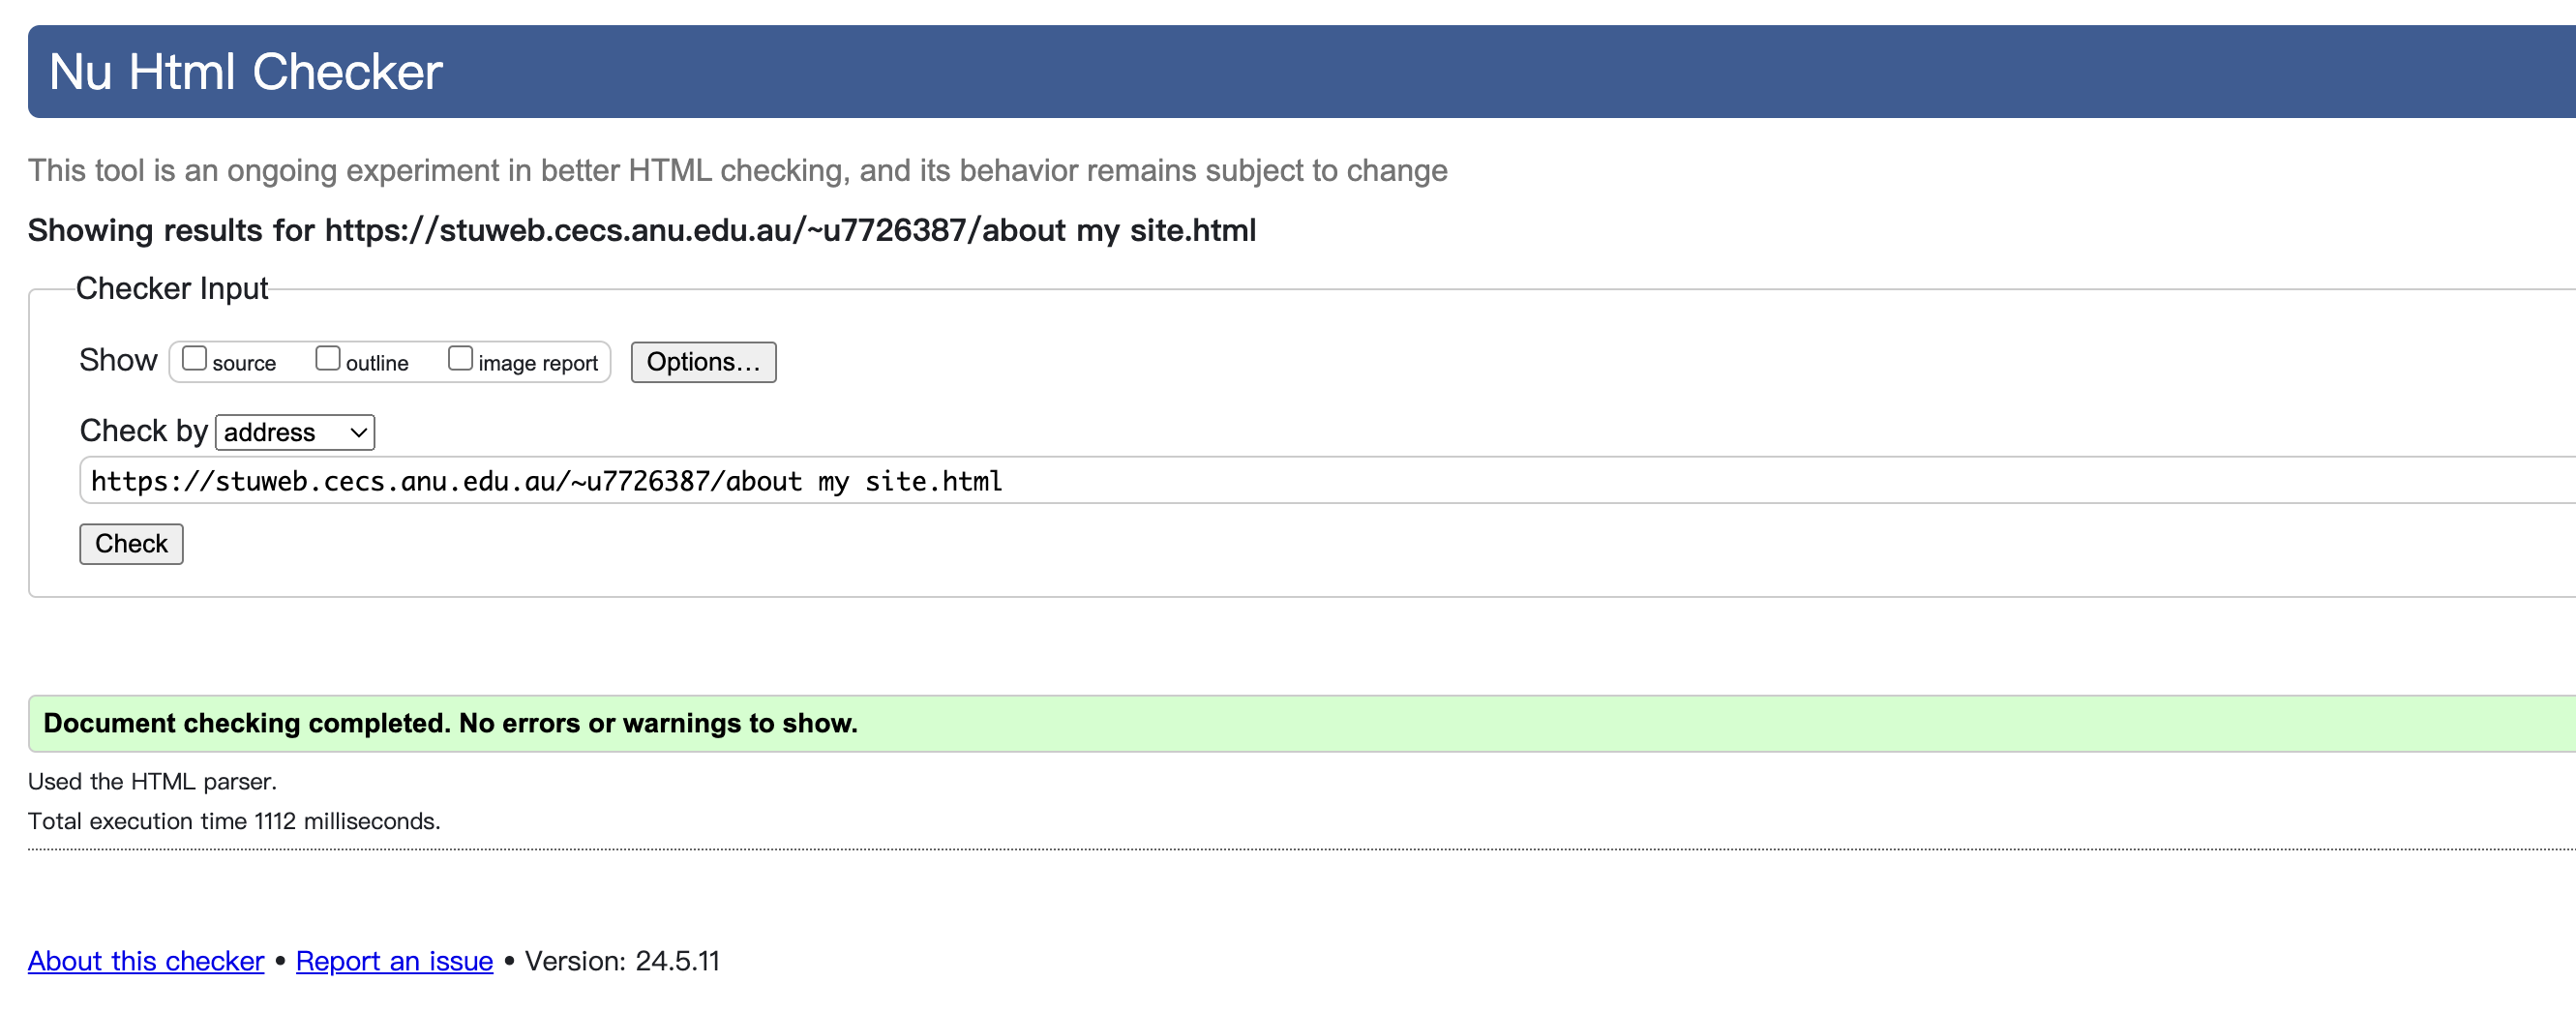 Nu Html Checker
This tool is an ongoing experiment in better HTML checking, and its behavior remains subject to change
Showing results for https://stuweb.cecs.anu.edu.au/~u7726387/about my site.html
Checker Input
Show source outline image report Options...
Check by address
https://stuweb.cecs.anu.edu.au/~u7726387/about my site.html
Check
Document checking completed. No errors or warnings to show.
Used the HTML parser.
Total execution time 1112 milliseconds.
About this checker • Report an issue • Version: 24.5.11